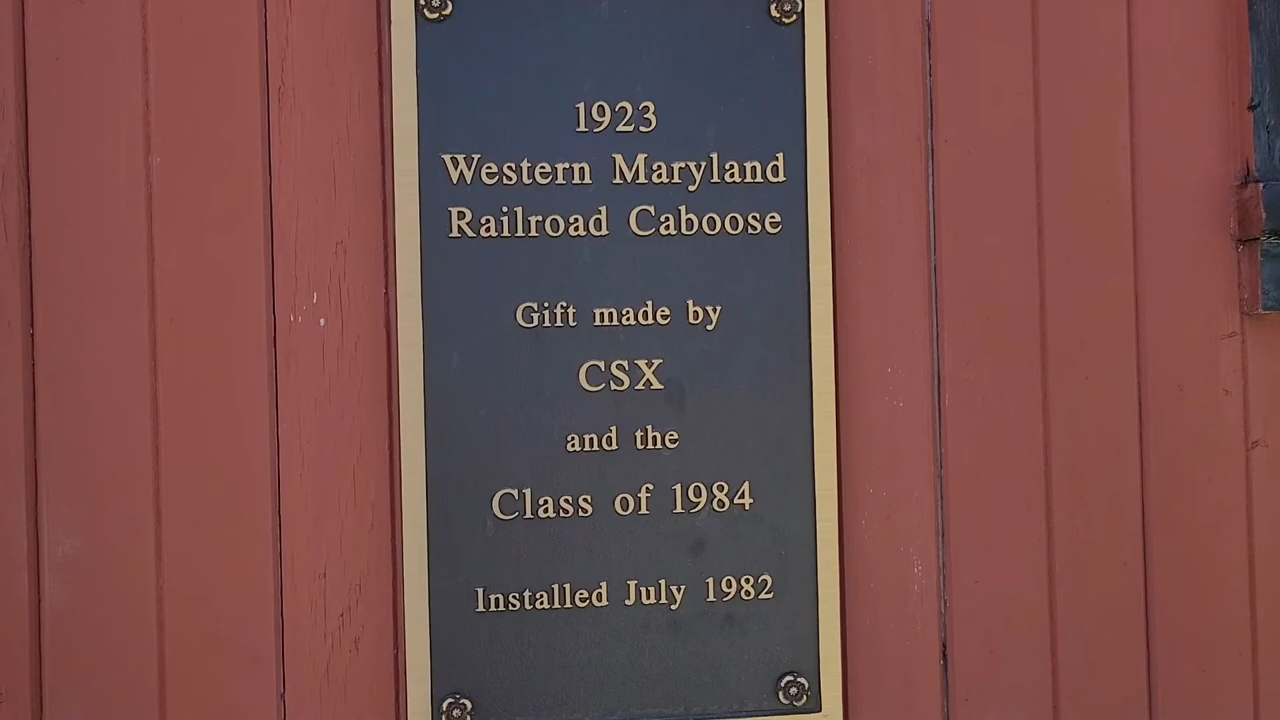 1923
Western Maryland
Railroad Caboose
Gift made by
CSX
and the
Class of 1984
Installed July 1982